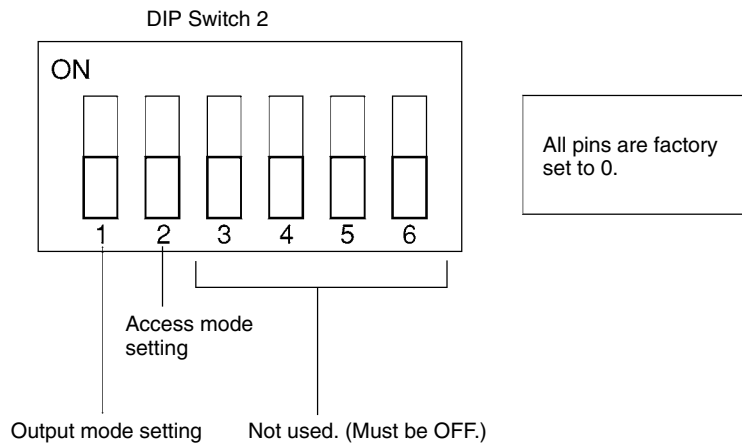 DIP Switch 2
ON
1 2 3 4 5 6
All pins are factory
set to 0.
Access mode
setting
Output mode setting
Not used. (Must be OFF.)